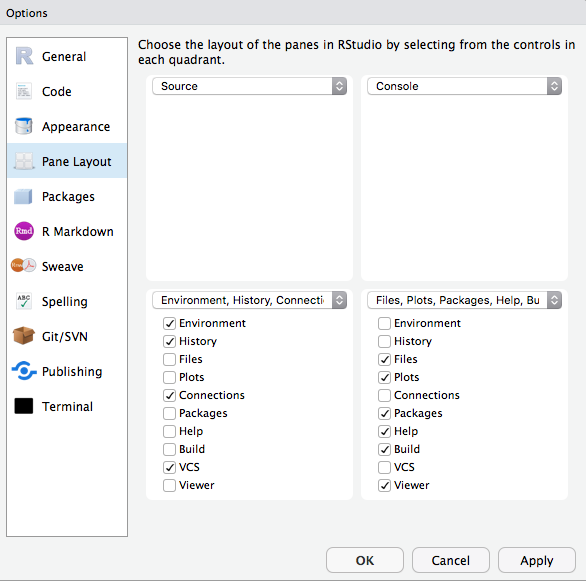 Options
General
Code
Appearance
Pane Layout
Packages
Rmd R Markdown
Rnw Sweave
ABC Spelling
Git/SVN
Publishing
Terminal
Choose the layout of the panes in RStudio by selecting from the controls in
each quadrant.
Source
Console
Environment, History, Connecti
Environment
History
Files
Plots
Connections
Packages
Help
Build
VCS
Viewer
Files, Plots, Packages, Help, Bu
Environment
History
Files
Plots
Connections
Packages
Help
Build
VCS
Viewer
OK
Cancel
Apply